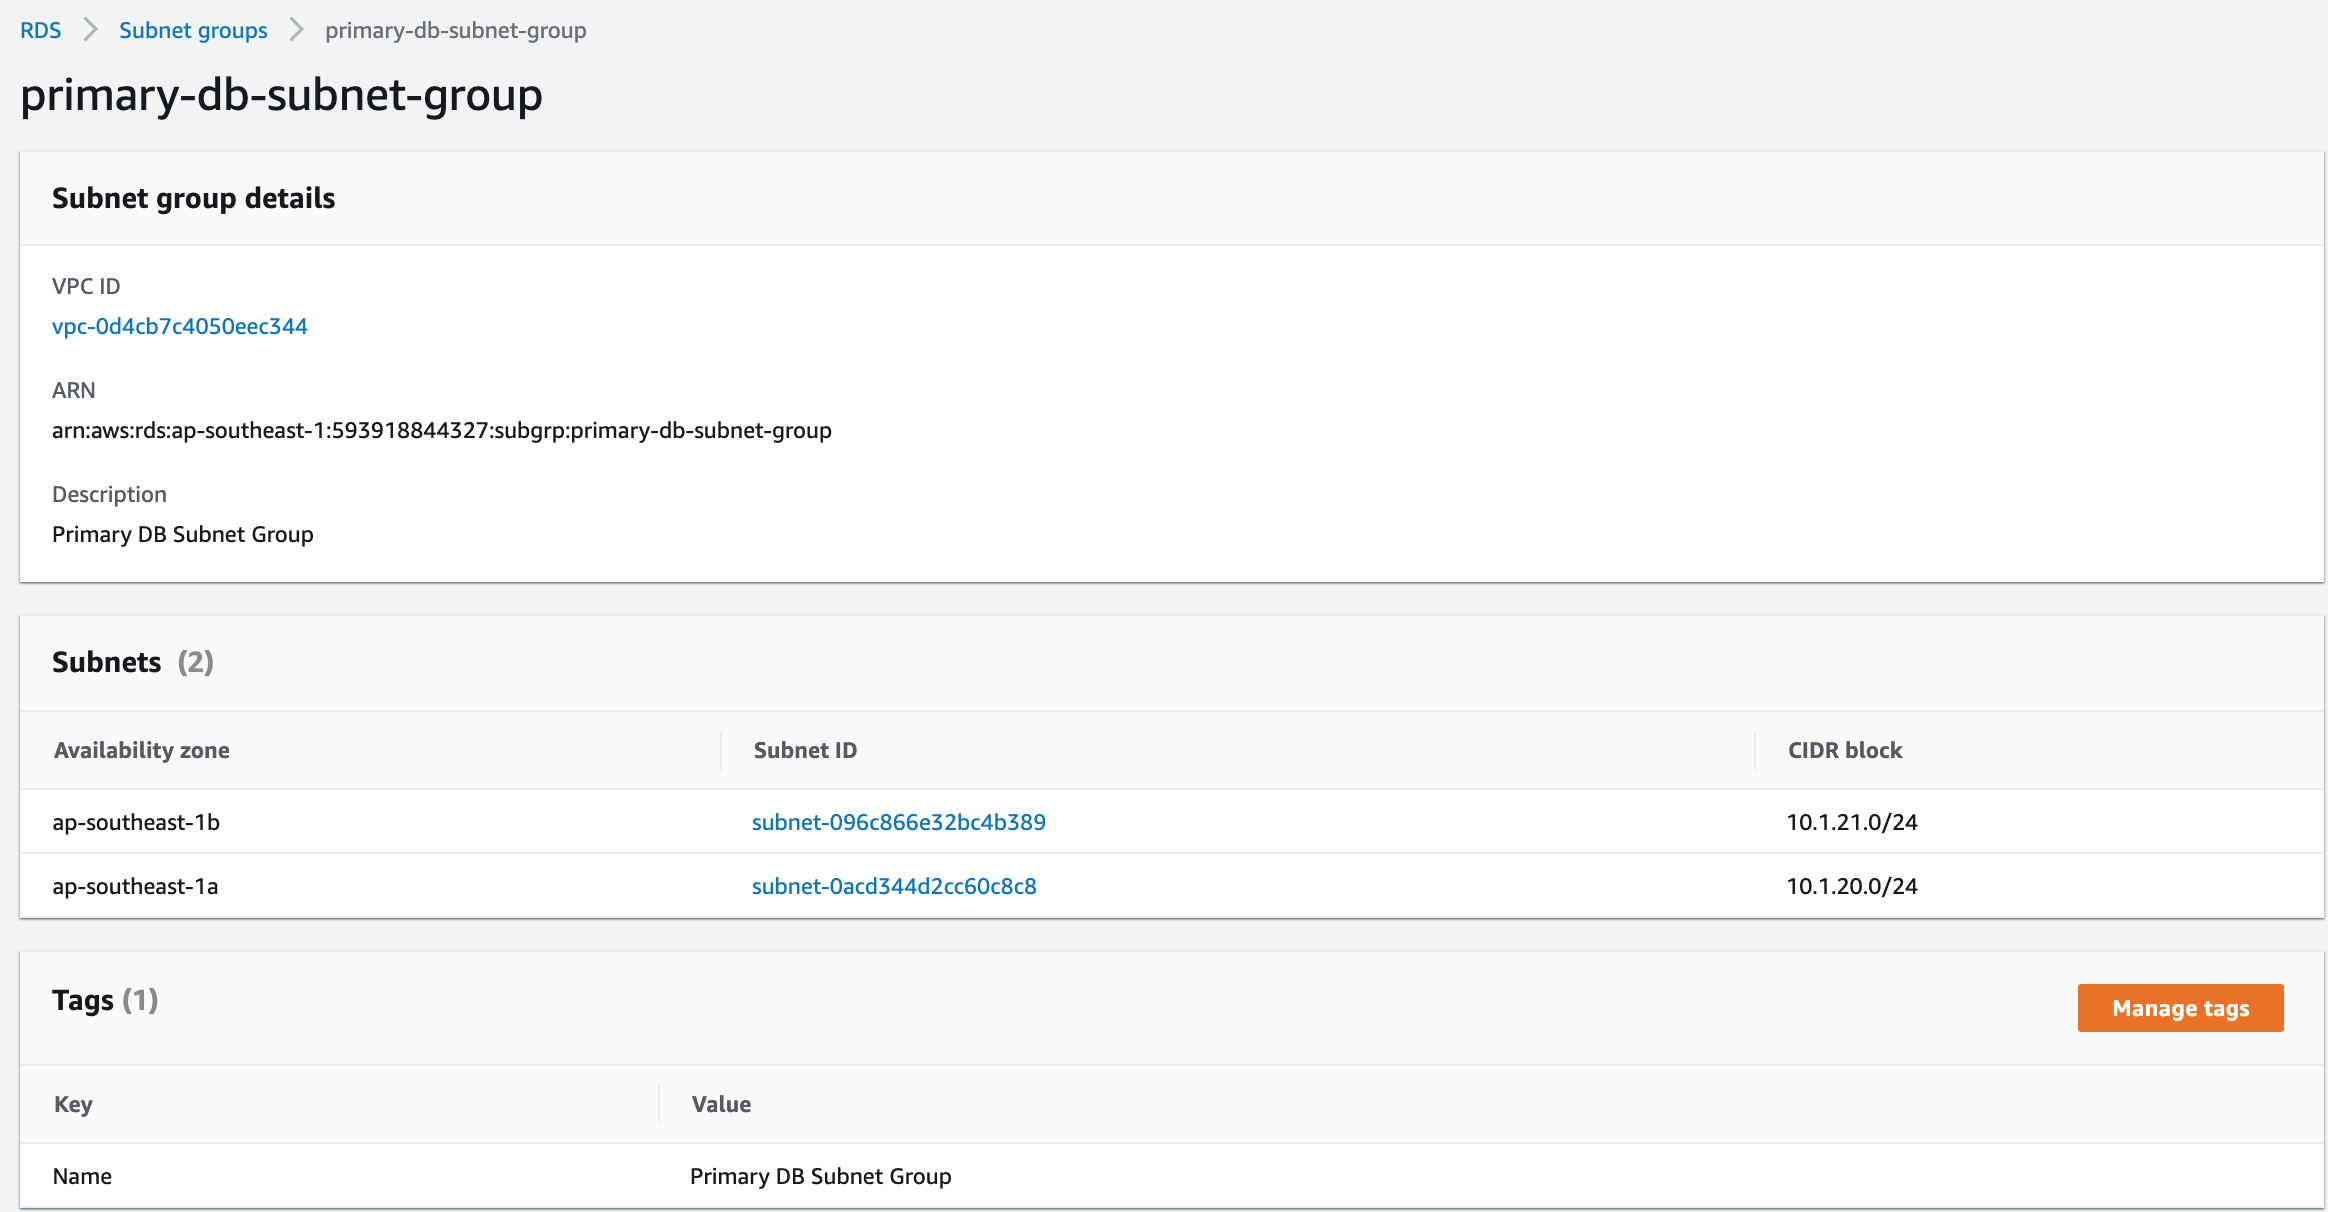 RDS > Subnet groups > primary-db-subnet-group
primary-db-subnet-group
Subnet group details
VPC ID
vpc-0d4cb7c4050eec344
ARN
arn:aws:rds:ap-southeast-1:593918844327:subgrp:primary-db-subnet-group
Description
Primary DB Subnet Group
Subnets (2)
Availability zone Subnet ID CIDR block
ap-southeast-1b subnet-096c866e32bc4b389 10.1.21.0/24
ap-southeast-1a subnet-0acd344d2cc60c8c8 10.1.20.0/24
Tags (1) Manage tags
Key Value
Name Primary DB Subnet Group